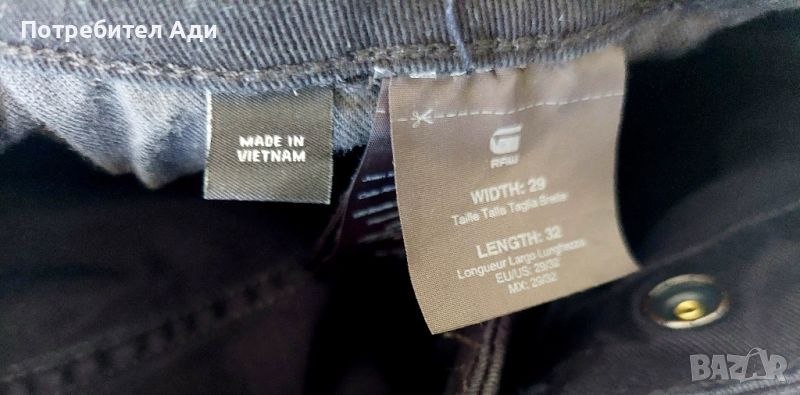 Потребител Ади
MADE IN
VIETNAM
RAW
WIDTH: 29
Taille Talle Taglia Breite
LENGTH: 32
Longueur Largo Lunghezza
EU/US: 29/32
MX: 29/32
BAZAR